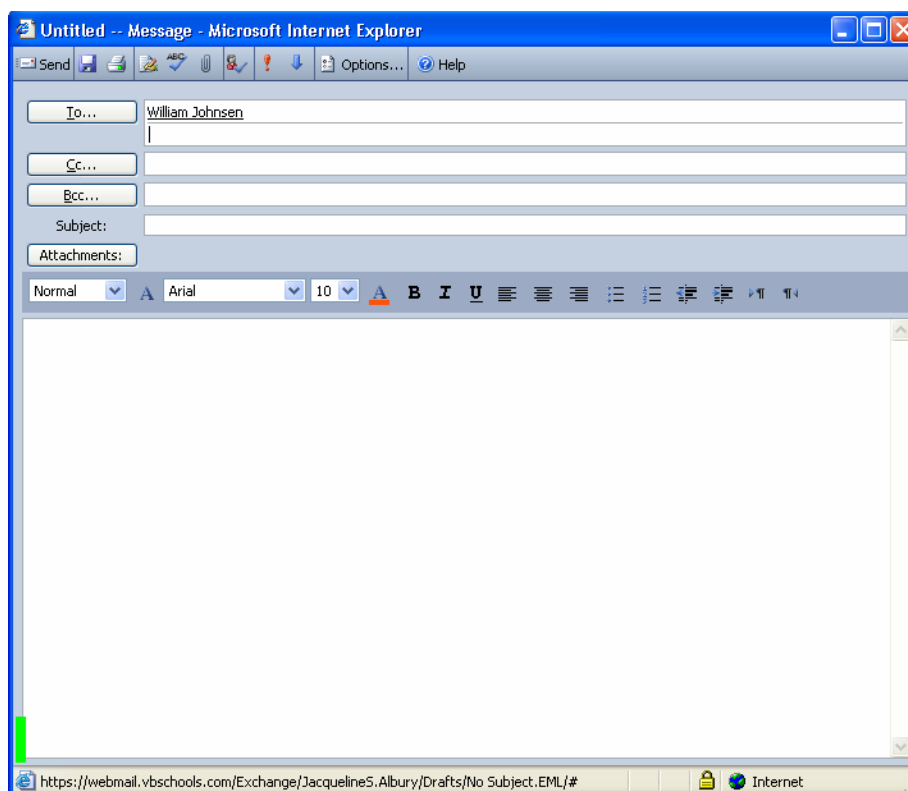 Untitled -- Message - Microsoft Internet Explorer
Send ABC Options... Help
To... William Johnsen
Cc...
Bcc...
Subject:
Attachments:
Normal A Arial 10 A B I U
https://webmail.vbschools.com/Exchange/JacquelineS.Albury/Drafts/No Subject.EML/# Internet